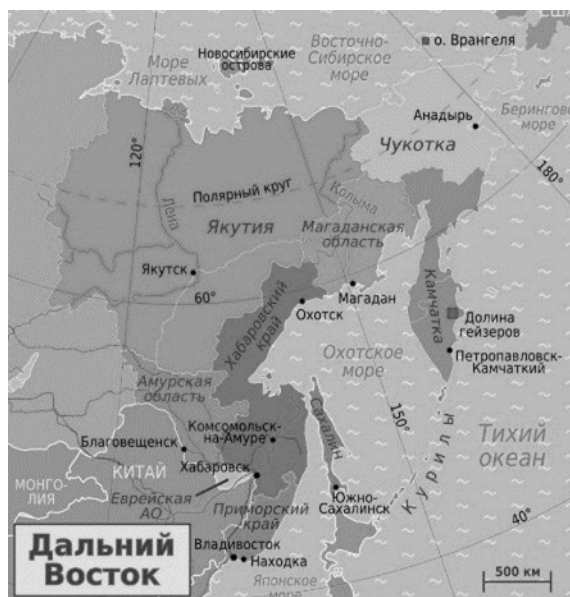 США
Море
Лаптевых
Новосибирские
острова
Восточно-
Сибирское
море
о. Врангеля
Анадырь
Берингово
море
Чукотка
120°
180°
Полярный круг
Лена
Колыма
Якутия
Магаданская
область
Якутск
60°
Магадан
Охотск
Хабаровский
край
Камчатка
Долина
гейзеров
Петропавловск-
Камчатский
Охотское
море
Амурская
область
150°
Сахалин
Комсомольск-
на-Амуре
Благовещенск
КИТАЙ
Хабаровск
МОНГО-
ЛИЯ
Еврейская
АО
Приморский
край
Южно-
Сахалинск
Курилы
Тихий
океан
40°
Дальний
Восток
Владивосток
Находка
Японское
море
500 км